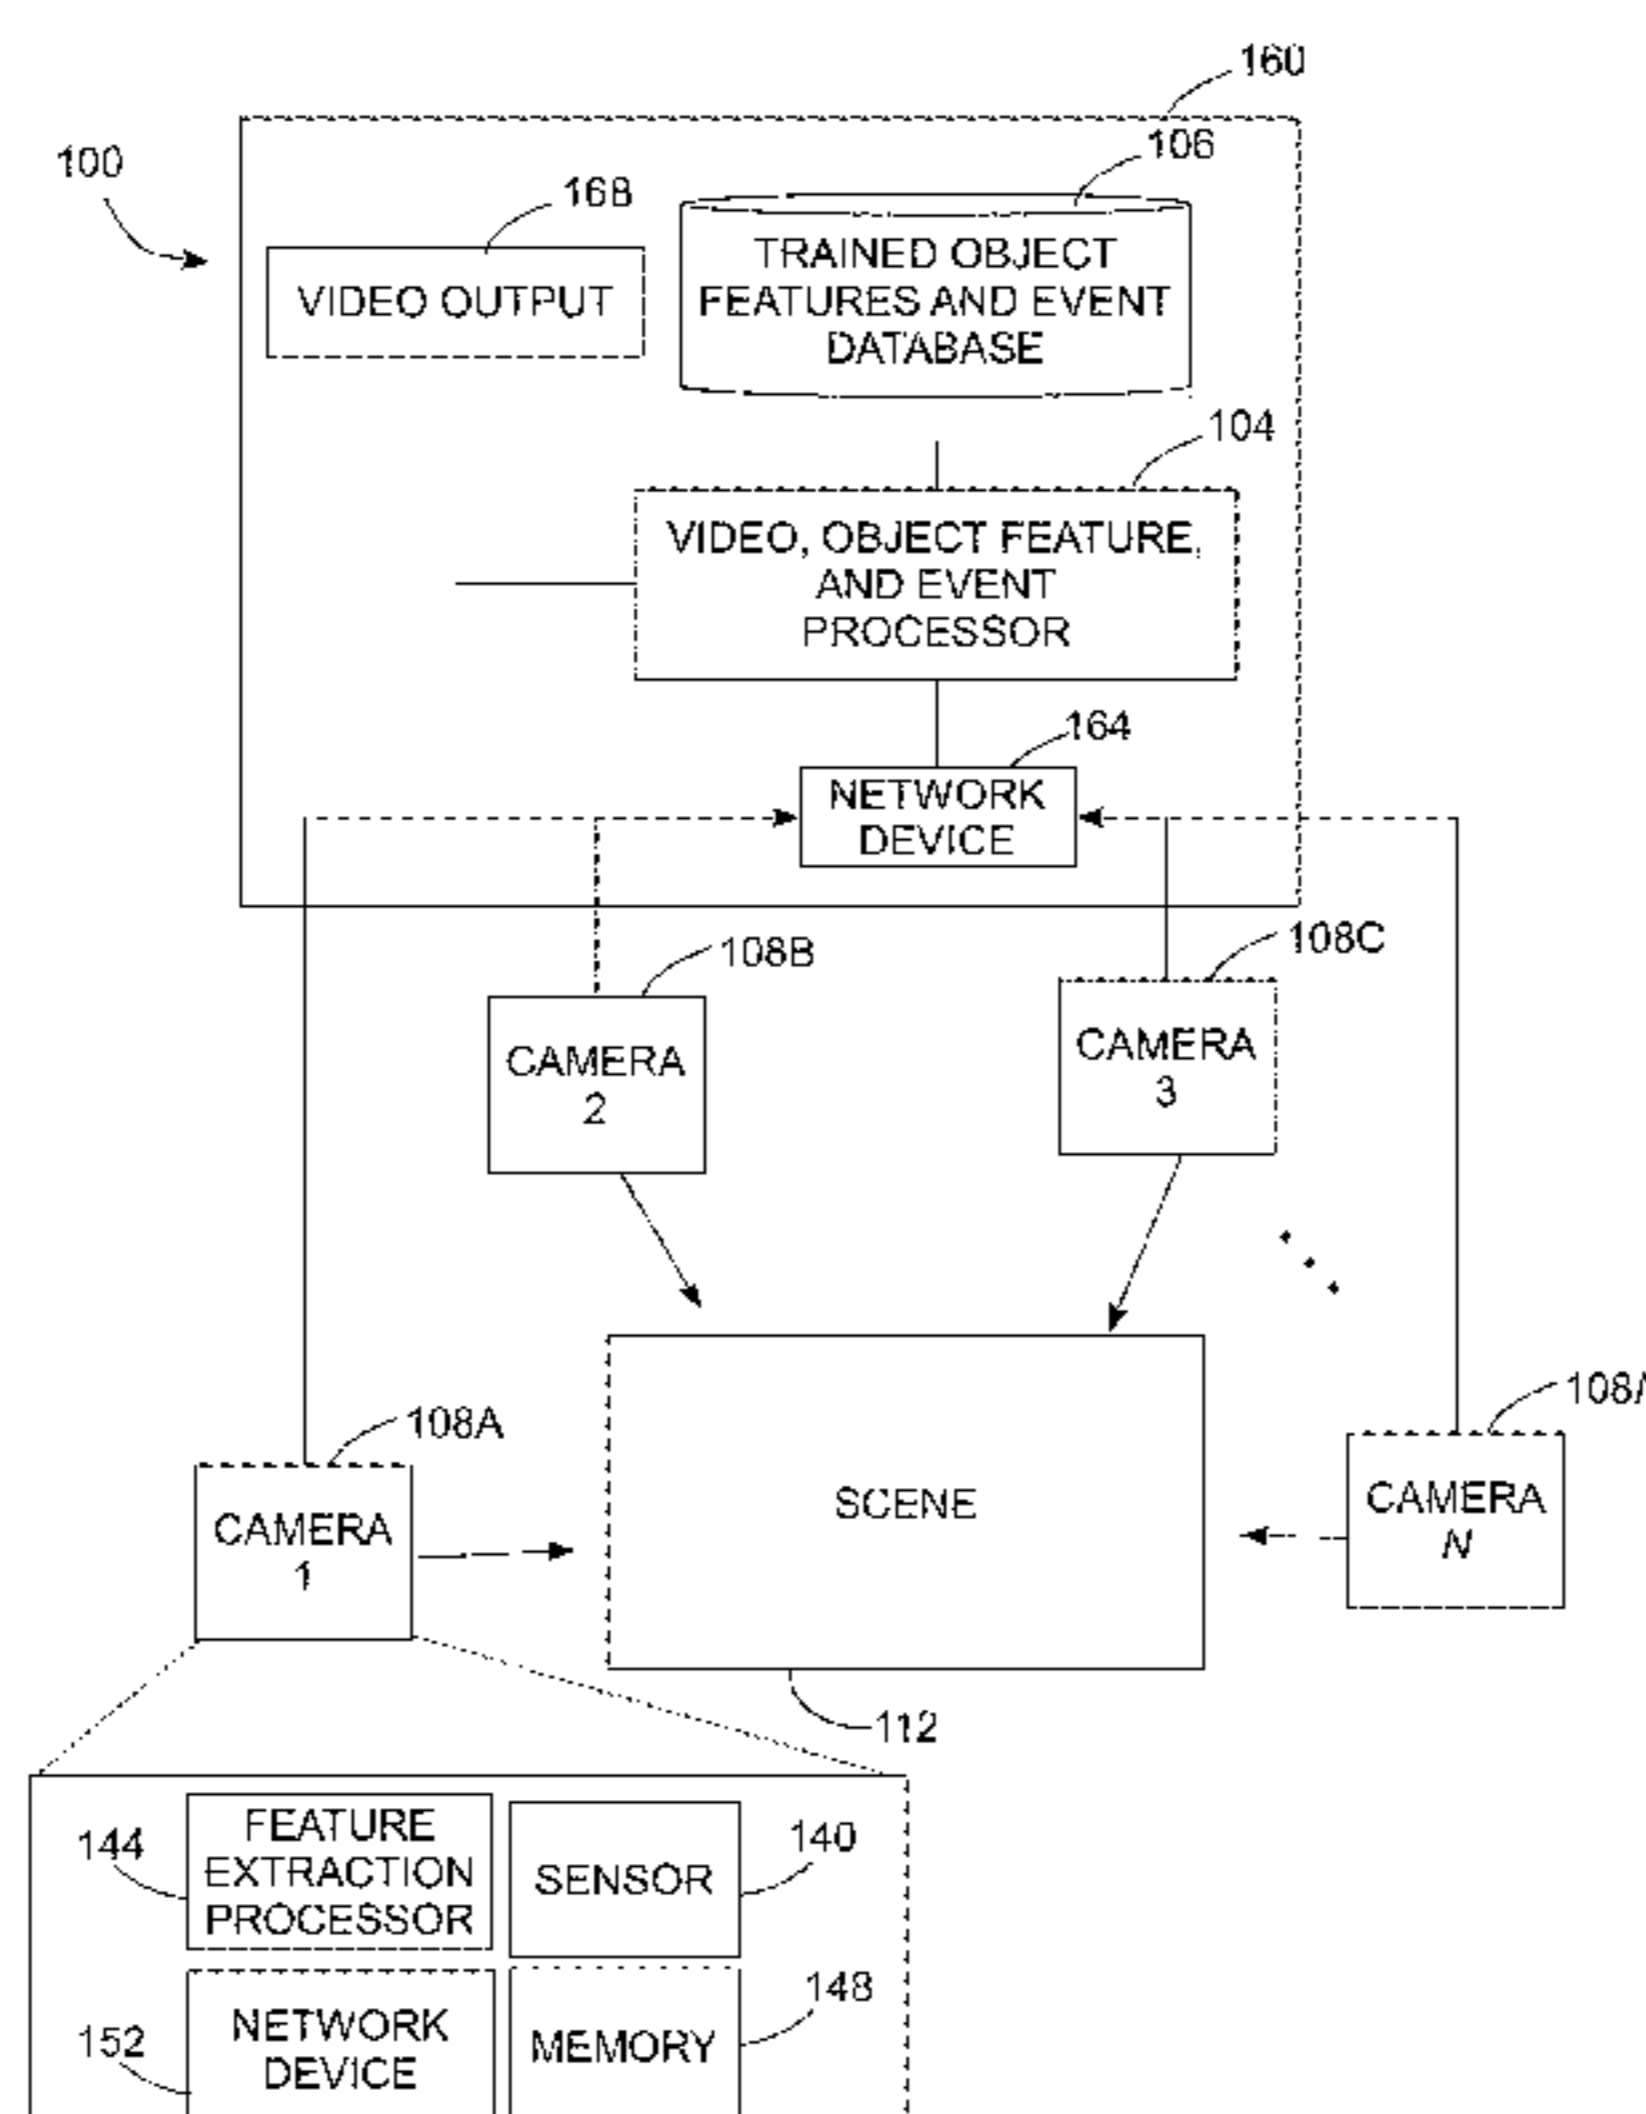 160
106
100
168
VIDEO OUTPUT
TRAINED OBJECT
FEATURES AND EVENT
DATABASE
104
VIDEO, OBJECT FEATURE,
AND EVENT
PROCESSOR
164
NETWORK
DEVICE
108B
108C
CAMERA
2
CAMERA
3
108A
CAMERA
1
SCENE
CAMERA
N
112
144
FEATURE
EXTRACTION
PROCESSOR
SENSOR
140
152
NETWORK
DEVICE
MEMORY
148